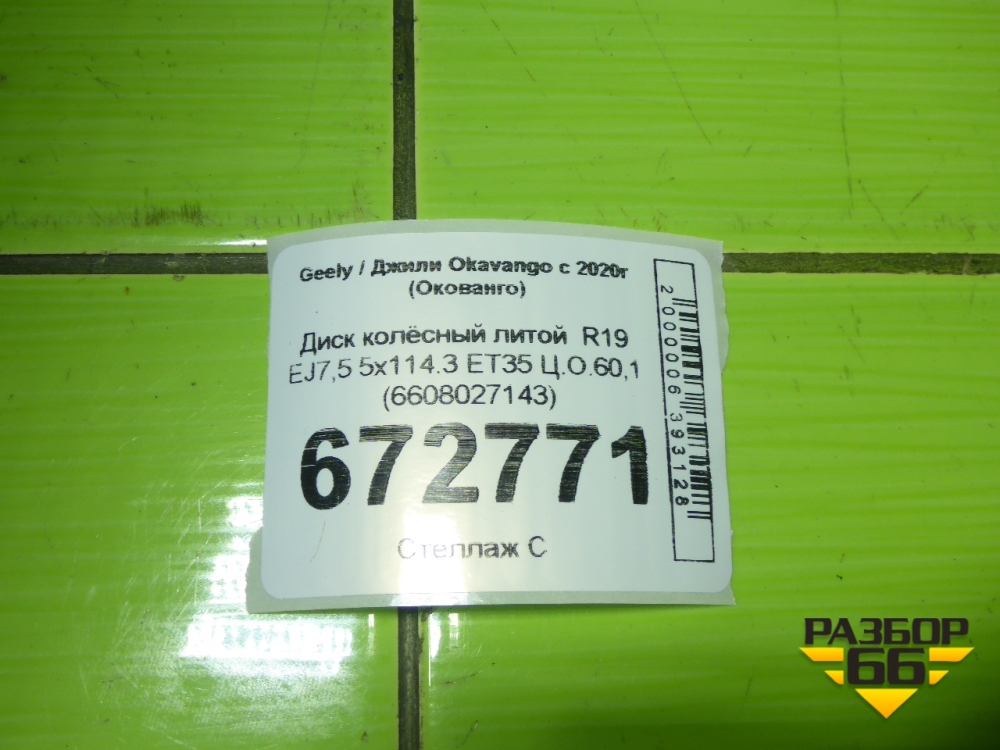 Geely / Джили Okavango с 2020г
(Окованго)
Диск колёсный литой R19
EJ7,5 5x114.3 ET35 Ц.О.60,1
(6608027143)
672771
Стеллаж С
2000006393128
РАЗБОР
66